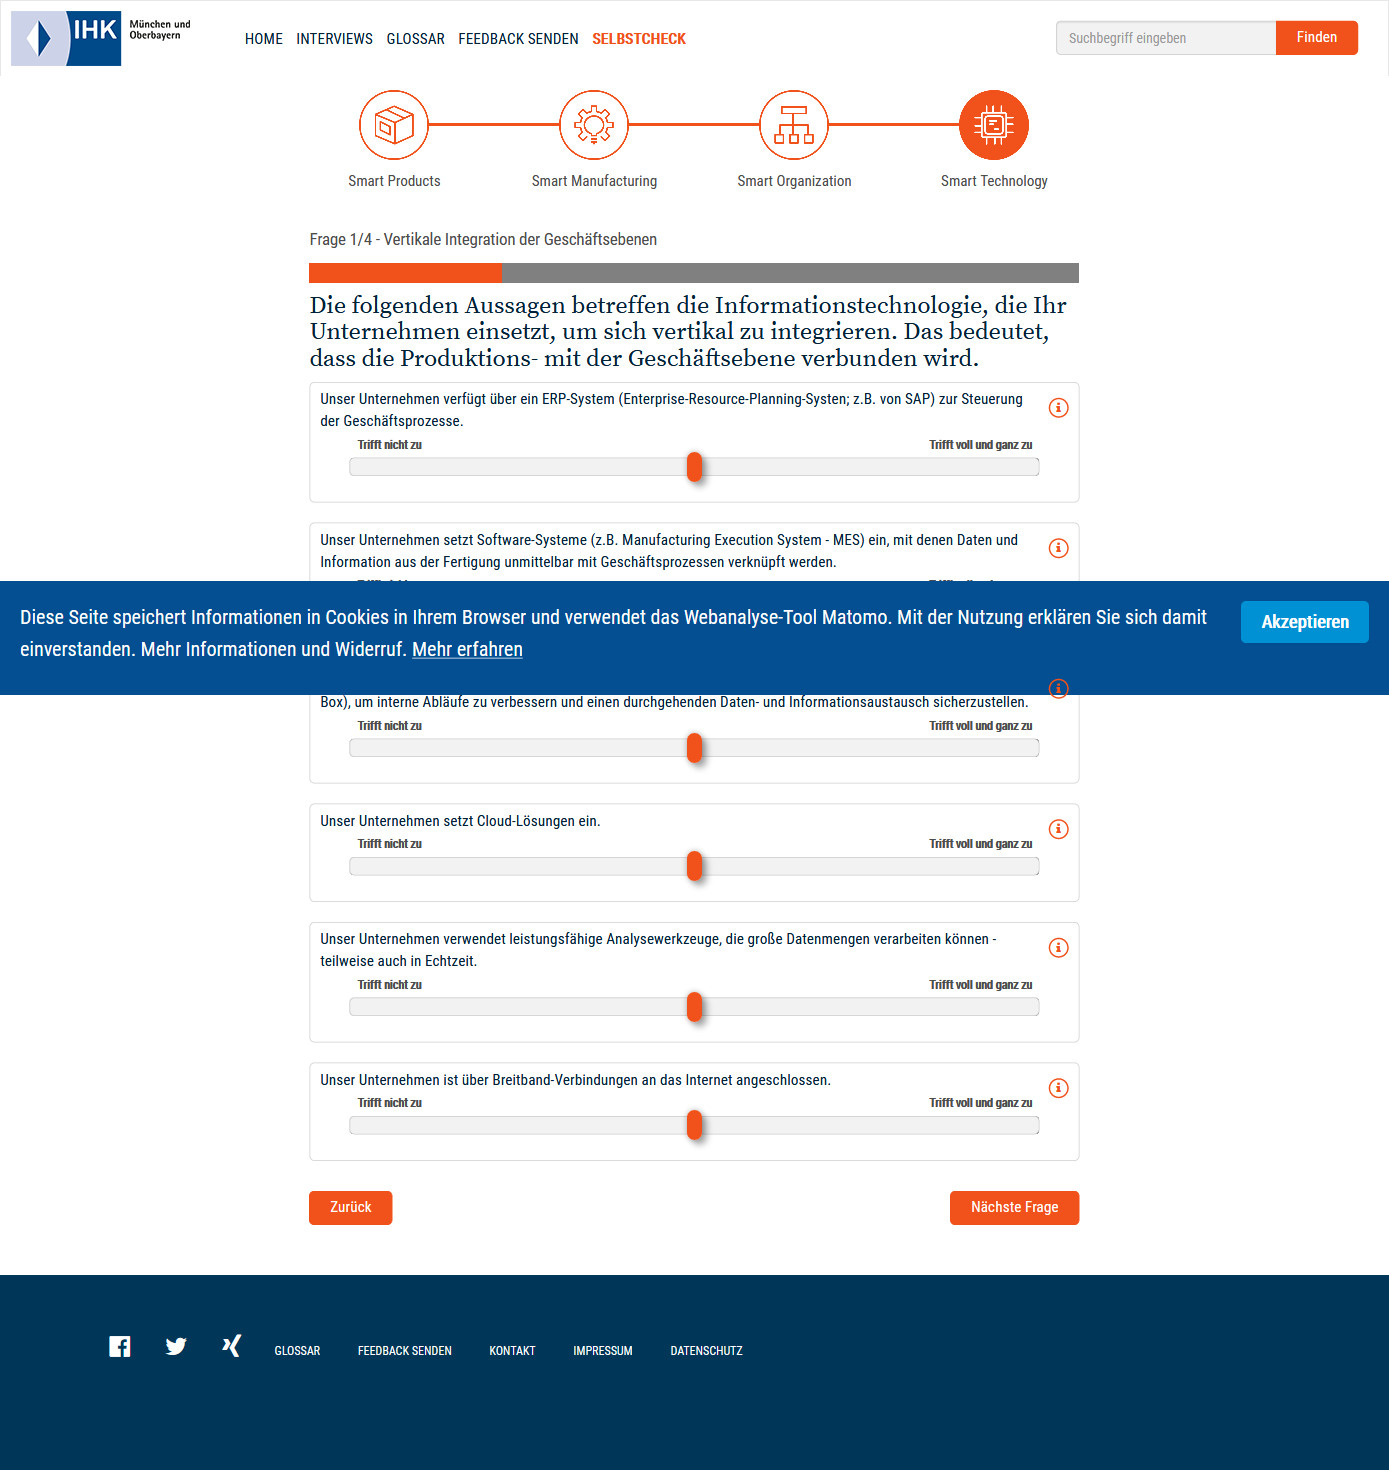 IHK München und
Oberbayern
HOME INTERVIEWS GLOSSAR FEEDBACK SENDEN SELBSTCHECK
Suchbegriff eingeben Finden
Smart Products Smart Manufacturing Smart Organization Smart Technology
Frage 1/4 - Vertikale Integration der Geschäftsebenen
Die folgenden Aussagen betreffen die Informationstechnologie, die Ihr
Unternehmen einsetzt, um sich vertikal zu integrieren. Das bedeutet,
dass die Produktions- mit der Geschäftsebene verbunden wird.
Unser Unternehmen verfügt über ein ERP-System (Enterprise-Resource-Planning-Systen; z.B. von SAP) zur Steuerung
der Geschäftsprozesse.
Trifft nicht zu Trifft voll und ganz zu
Unser Unternehmen setzt Software-Systeme (z.B. Manufacturing Execution System - MES) ein, mit denen Daten und
Information aus der Fertigung unmittelbar mit Geschäftsprozessen verknüpft werden.
Diese Seite speichert Informationen in Cookies in Ihrem Browser und verwendet das Webanalyse-Tool Matomo. Mit der Nutzung erklären Sie sich damit
einverstanden. Mehr Informationen und Widerruf. Mehr erfahren
Akzeptieren
Box), um interne Abläufe zu verbessern und einen durchgehenden Daten- und Informationsaustausch sicherzustellen.
Trifft nicht zu Trifft voll und ganz zu
Unser Unternehmen setzt Cloud-Lösungen ein.
Trifft nicht zu Trifft voll und ganz zu
Unser Unternehmen verwendet leistungsfähige Analysewerkzeuge, die große Datenmengen verarbeiten können -
teilweise auch in Echtzeit.
Trifft nicht zu Trifft voll und ganz zu
Unser Unternehmen ist über Breitband-Verbindungen an das Internet angeschlossen.
Trifft nicht zu Trifft voll und ganz zu
Zurück Nächste Frage
GLOSSAR FEEDBACK SENDEN KONTAKT IMPRESSUM DATENSCHUTZ